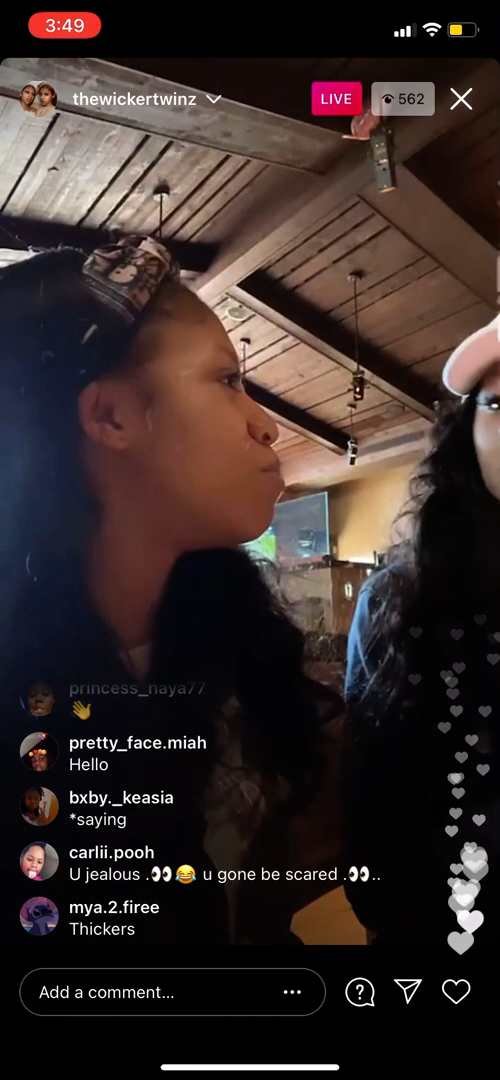 3:49
thewickertwinz
LIVE
562
princess_naya77
👋
pretty_face.miah
Hello
bxby._keasia
*saying
carlii.pooh
U jealous .👀😂 u gone be scared .👀..
mya.2.firee
Thickers
Add a comment...